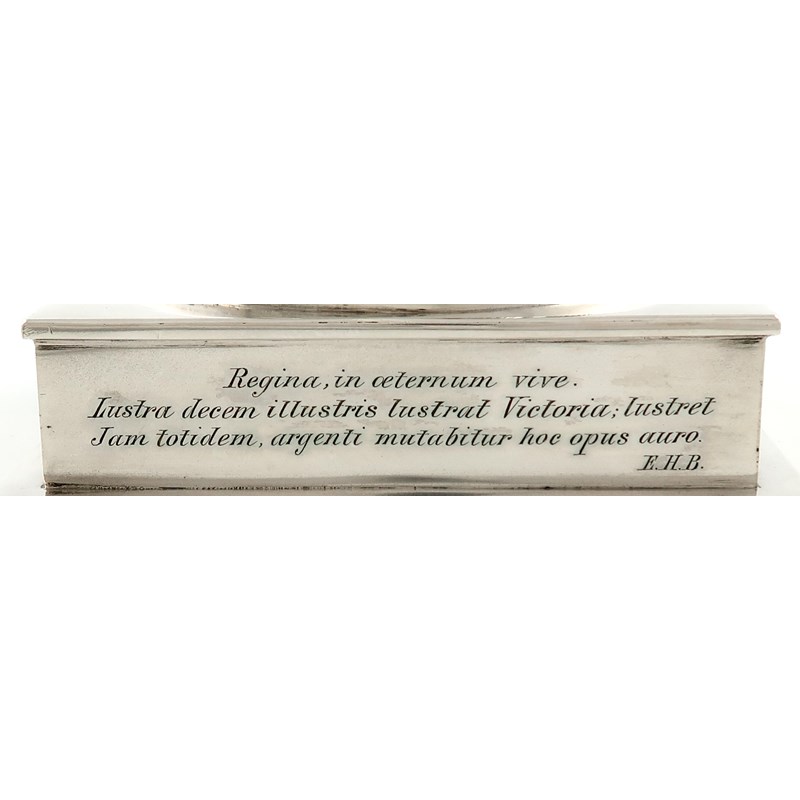 Regina, in æternum vive.
Lustra decem illustris lustrat Victoria; lustret
Jam totidem, argenti mutabitur hoc opus auro.
E.H.B.